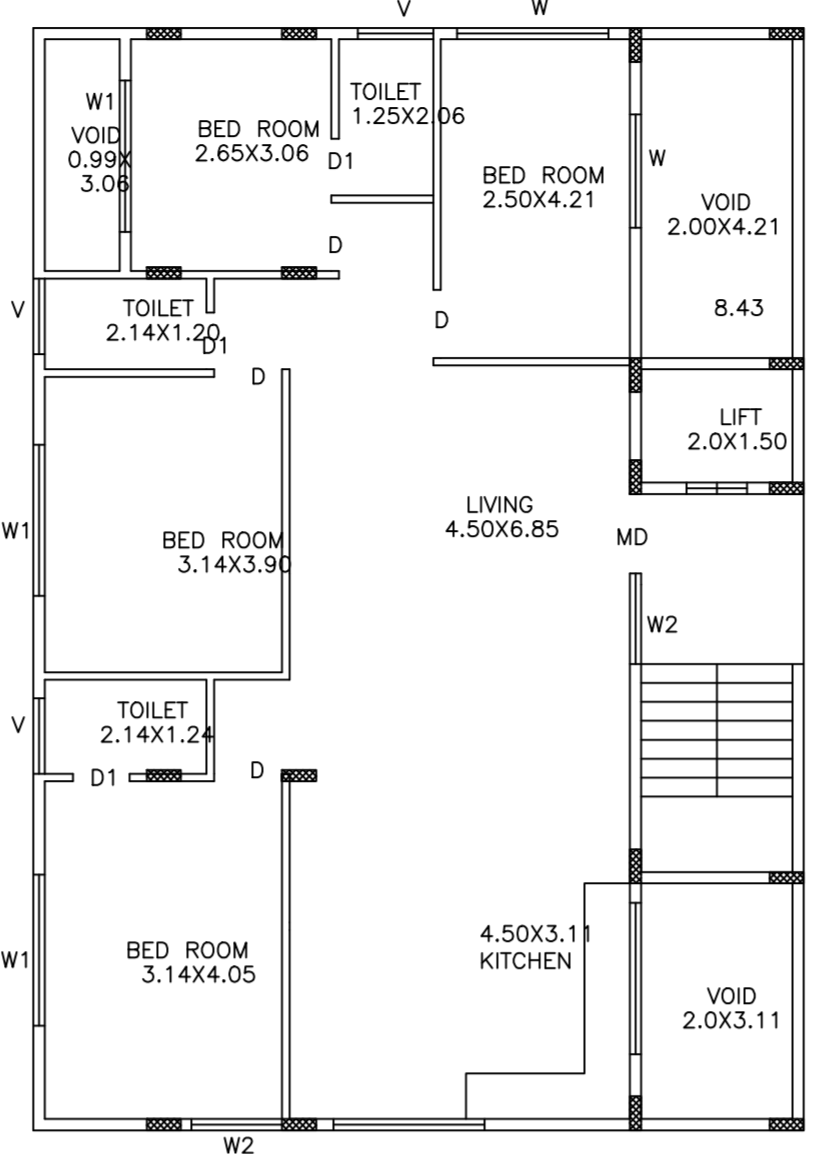 V
W
W1
VOID
0.99X
3.06
BED ROOM
2.65X3.06
TOILET
1.25X2.06
D1
BED ROOM
2.50X4.21
W
VOID
2.00X4.21
8.43
D
V
TOILET
2.14X1.20
D1
D
D
LIFT
2.0X1.50
W1
BED ROOM
3.14X3.90
LIVING
4.50X6.85
MD
W2
V
TOILET
2.14X1.24
D1
D
W1
BED ROOM
3.14X4.05
4.50X3.11
KITCHEN
VOID
2.0X3.11
W2